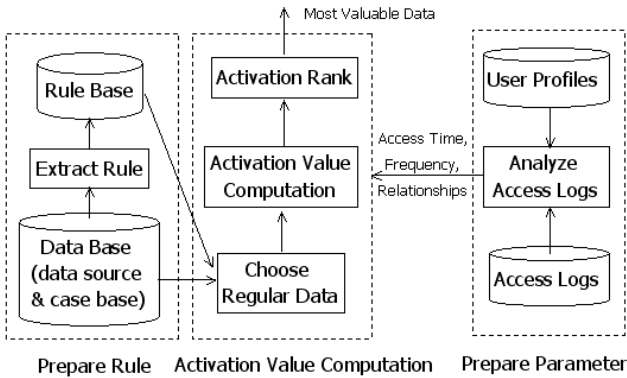 Most Valuable Data
Rule Base
Extract Rule
Data Base
(data source
& case base)
Prepare Rule
Activation Rank
Activation Value
Computation
Choose
Regular Data
Activation Value Computation
Access Time,
Frequency,
Relationships
User Profiles
Analyze
Access Logs
Access Logs
Prepare Parameter